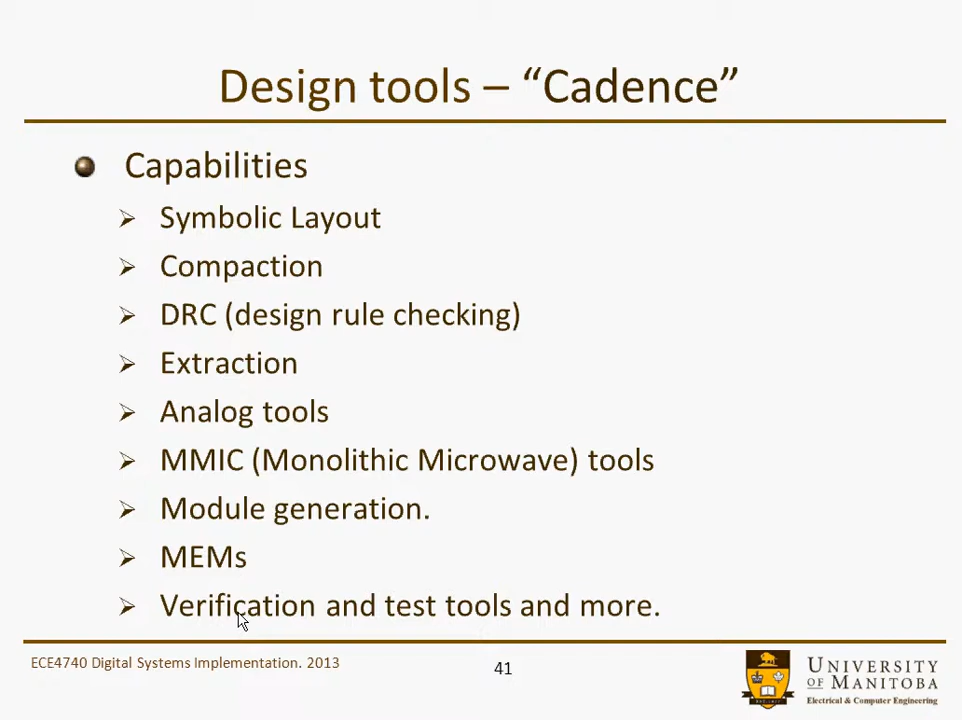 Design tools – “Cadence”
Capabilities
Symbolic Layout
Compaction
DRC (design rule checking)
Extraction
Analog tools
MMIC (Monolithic Microwave) tools
Module generation.
MEMs
Verification and test tools and more.
ECE4740 Digital Systems Implementation. 2013
41
UNIVERSITY
OF MANITOBA
Electrical & Computer Engineering